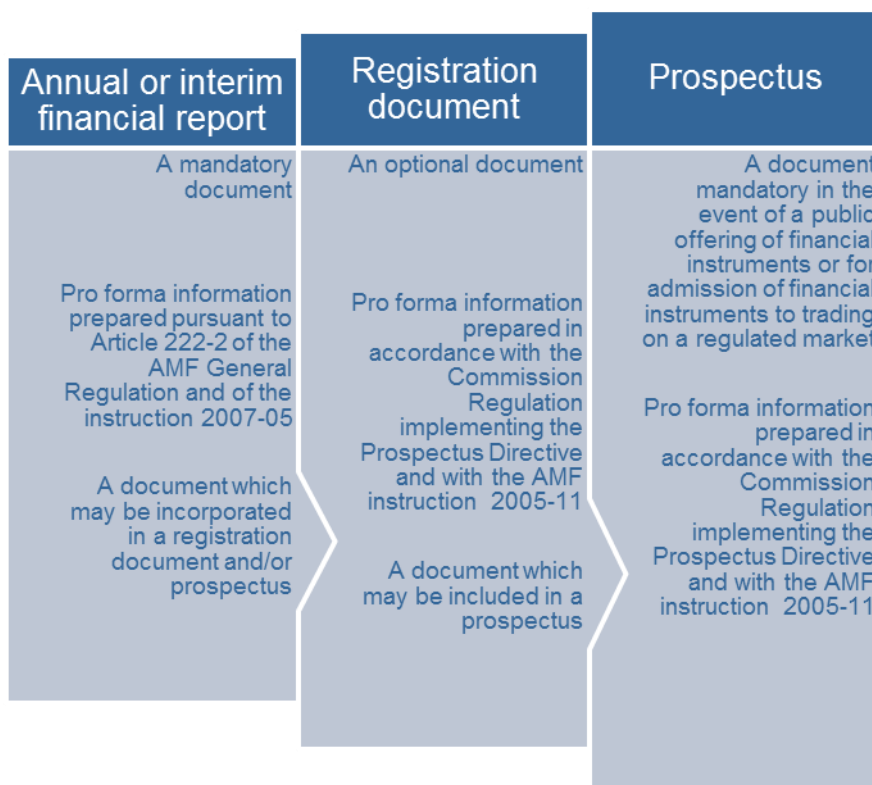 Annual or interim
financial report
A mandatory
document
Pro forma information
prepared pursuant to
Article 222-2 of the
AMF General
Regulation and of the
instruction 2007-05
A document which
may be incorporated
in a registration
document and/or
prospectus
Registration
document
An optional document
Pro forma information
prepared in
accordance with the
Commission
Regulation
implementing the
Prospectus Directive
and with the AMF
instruction 2005-11
A document which
may be included in a
prospectus
Prospectus
A document
mandatory in the
event of a public
offering of financial
instruments or for
admission of financial
instruments to trading
on a regulated market
Pro forma information
prepared in
accordance with the
Commission
Regulation
implementing the
Prospectus Directive
and with the AMF
instruction 2005-11